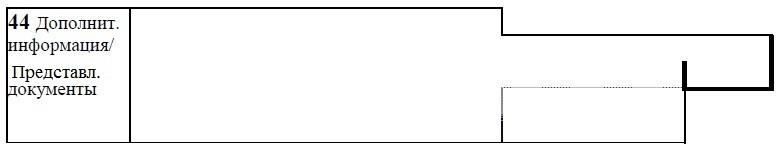 44 Дополнит.
информация/
Представл.
документы